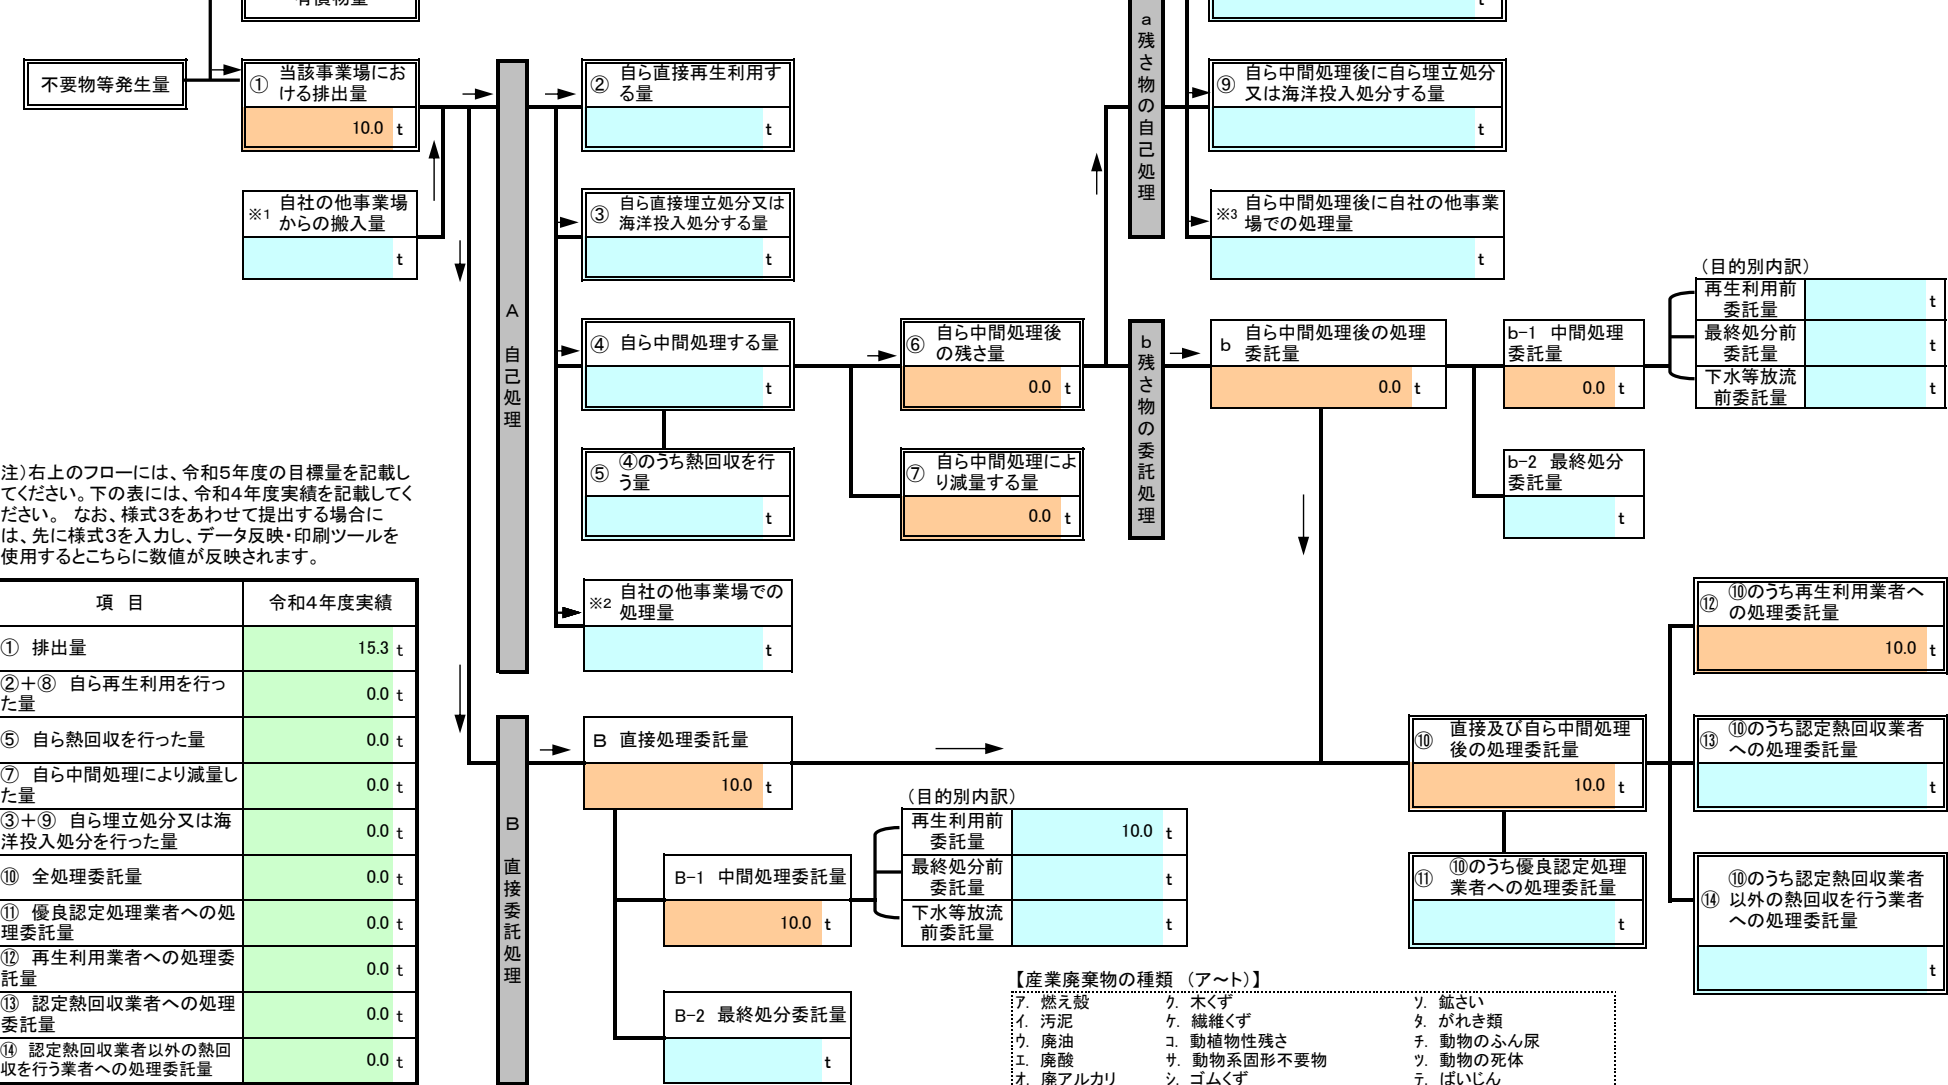 有償物量
t
不要物等発生量
①
当該事業場にお
ける排出量
10.0 t
※1
自社の他事業場
からの搬入量
t
A 自己処理
②
自ら直接再生利用す
る量
t
③
自ら直接埋立処分又は
海洋投入処分する量
t
④ 自ら中間処理する量
t
⑤
④のうち熱回収を行
う量
t
※2
自社の他事業場での
処理量
t
⑥
自ら中間処理後
の残さ量
0.0 t
⑦
自ら中間処理によ
り減量する量
0.0 t
a残さ物の自己処理
⑨
自ら中間処理後に自ら埋立処分
又は海洋投入処分する量
t
※3
自ら中間処理後に自社の他事業
場での処理量
t
b残さ物の委託処理
b
自ら中間処理後の処理
委託量
0.0 t
b-1 中間処理
委託量
0.0 t
b-2 最終処分
委託量
t
（目的別内訳）
再生利用前
委託量
t
最終処分前
委託量
t
下水等放流
前委託量
t
注）右上のフローには、令和５年度の目標量を記載し
てください。下の表には、令和４年度実績を記載してく
ださい。 なお、様式３をあわせて提出する場合に
は、先に様式３を入力し、データ反映・印刷ツールを
使用するとこちらに数値が反映されます。
項 目 令和４年度実績
① 排出量 15.3 t
②＋⑧ 自ら再生利用を行っ
た量
0.0 t
⑤ 自ら熱回収を行った量 0.0 t
⑦ 自ら中間処理により減量し
た量
0.0 t
③＋⑨ 自ら埋立処分又は海
洋投入処分を行った量
0.0 t
⑩ 全処理委託量 0.0 t
⑪ 優良認定処理業者への処
理委託量
0.0 t
⑫ 再生利用業者への処理委
託量
0.0 t
⑬ 認定熱回収業者への処理
委託量
0.0 t
⑭ 認定熱回収業者以外の熱回
収を行う業者への処理委託量
0.0 t
B 直接委託処理
B 直接処理委託量
10.0 t
B-1 中間処理委託量
10.0 t
B-2 最終処分委託量
t
（目的別内訳）
再生利用前
委託量
10.0 t
最終処分前
委託量
t
下水等放流
前委託量
t
⑩
直接及び自ら中間処理
後の処理委託量
10.0 t
⑪
⑩のうち優良認定処理
業者への処理委託量
t
⑫
⑩のうち再生利用業者へ
の処理委託量
10.0 t
⑬
⑩のうち認定熱回収業者
への処理委託量
t
⑭
⑩のうち認定熱回収業者
以外の熱回収を行う業者
への処理委託量
t
【産業廃棄物の種類 （ア～ト）】
ｱ. 燃え殻 ｸ. 木くず ｿ. 鉱さい
ｲ. 汚泥 ｹ. 繊維くず ﾀ. がれき類
ｳ. 廃油 ｺ. 動植物性残さ ﾁ. 動物のふん尿
ｴ. 廃酸 ｻ. 動物系固形不要物 ﾂ. 動物の死体
ｵ. 廃アルカリ ｼ. ゴムくず ﾃ. ばいじん